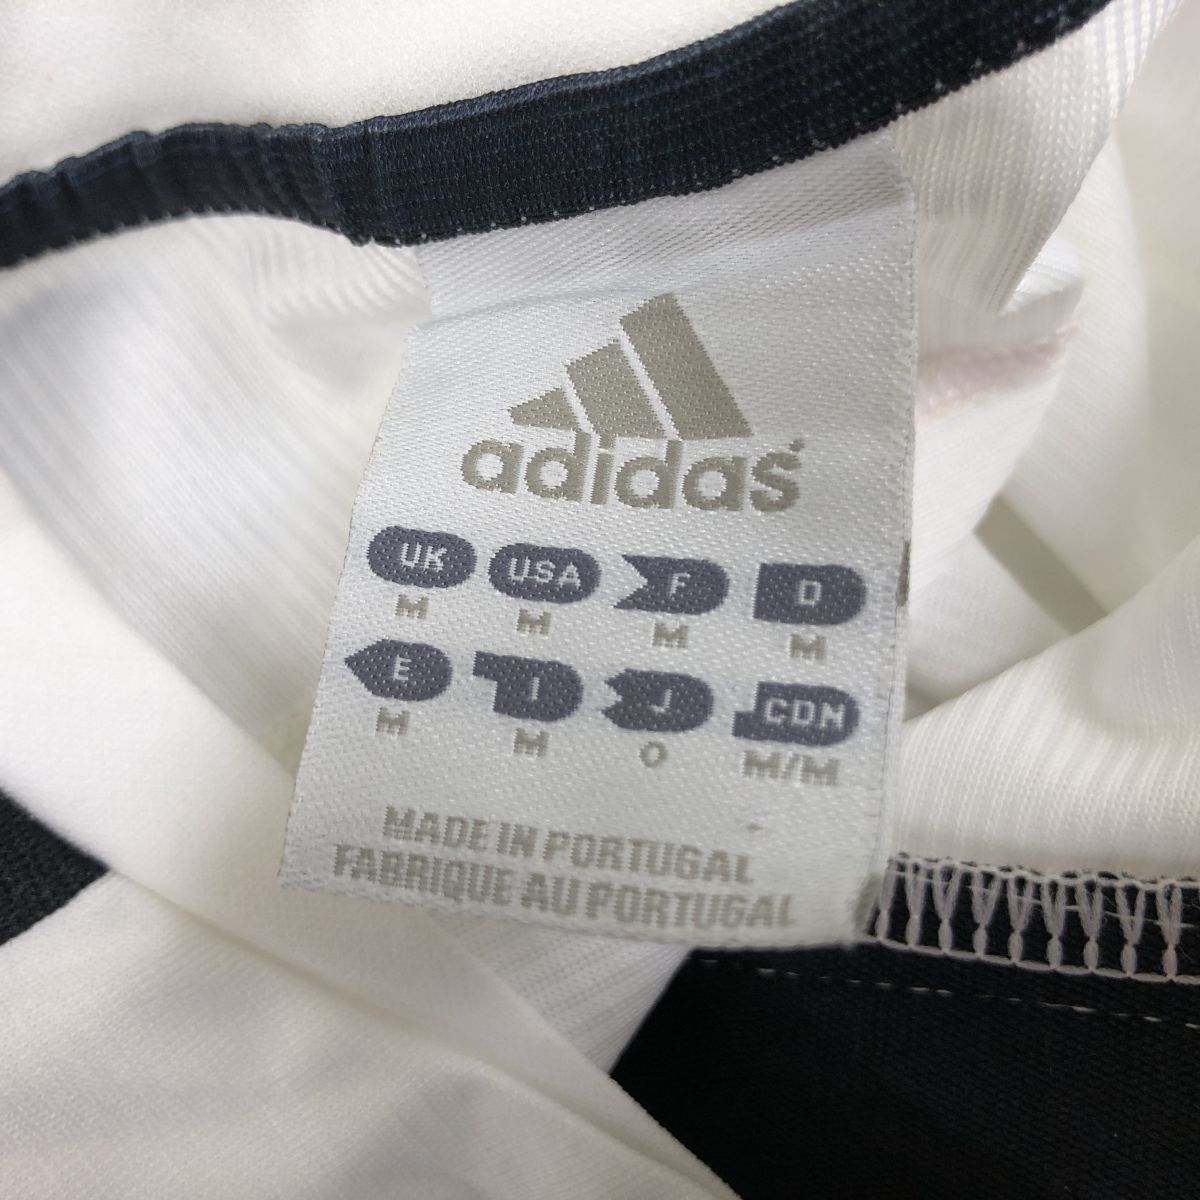 adidas
UK USA F D
M M M M
E I J CDN
M M O M/M
MADE IN PORTUGAL
FABRIQUE AU PORTUGAL